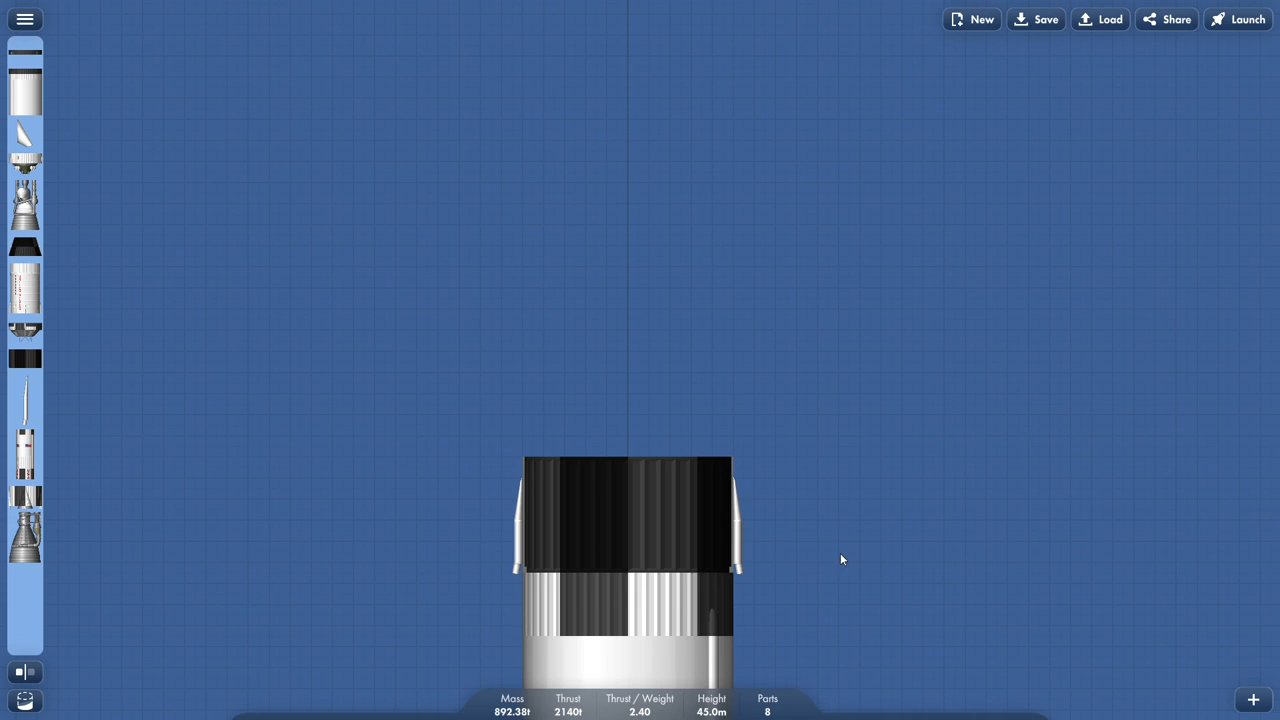 New
Save
Load
Share
Launch
Mass
892.38t
Thrust
2140t
Thrust / Weight
2.40
Height
45.0m
Parts
8